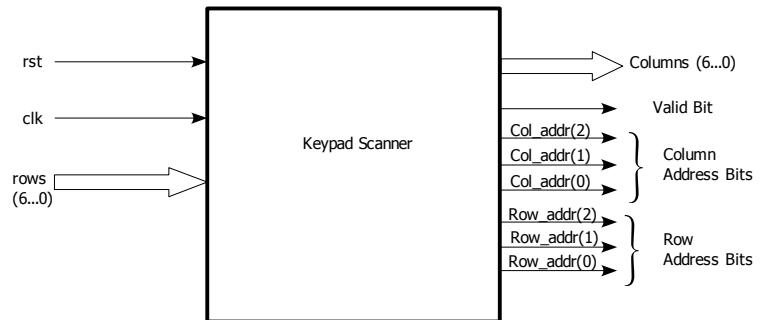 rst
clk
rows
(6...0)
Keypad Scanner
Columns (6...0)
Valid Bit
Col_addr(2)
Col_addr(1)
Col_addr(0)
Column
Address Bits
Row_addr(2)
Row_addr(1)
Row_addr(0)
Row
Address Bits